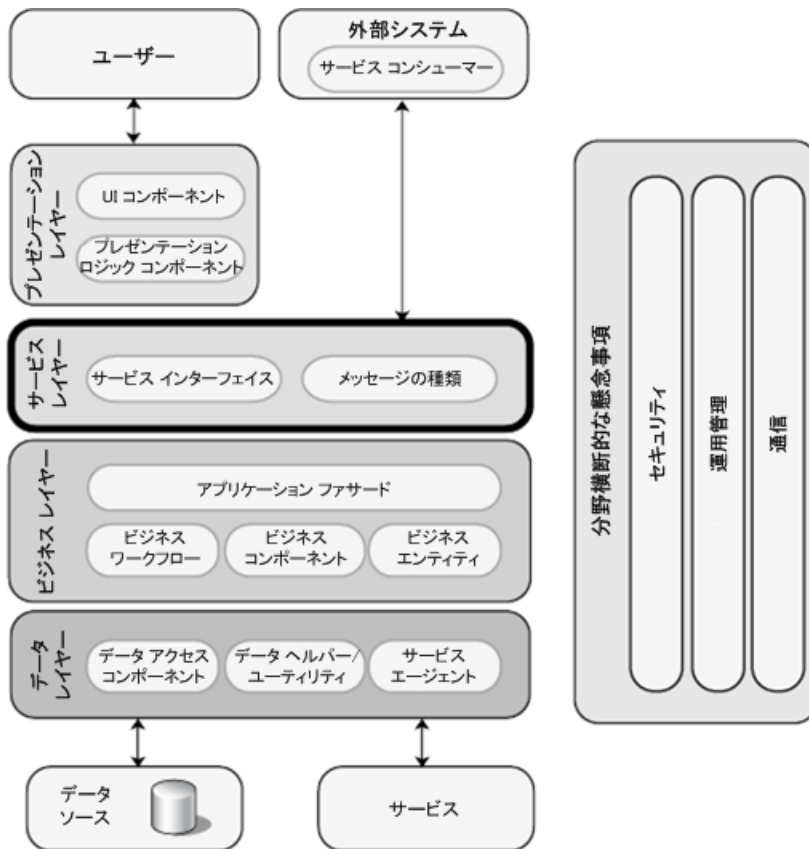 ユーザー
外部システム
サービス コンシューマー
プレゼンテーション
レイヤー
UI コンポーネント
プレゼンテーション
ロジック コンポーネント
サービス
レイヤー
サービス インターフェイス
メッセージの種類
ビジネス レイヤー
アプリケーション ファサード
ビジネス
ワークフロー
ビジネス
コンポーネント
ビジネス
エンティティ
データ
レイヤー
データ アクセス
コンポーネント
データ ヘルパー/
ユーティリティ
サービス
エージェント
データ
ソース
サービス
分野横断的な懸念事項
セキュリティ
運用管理
通信